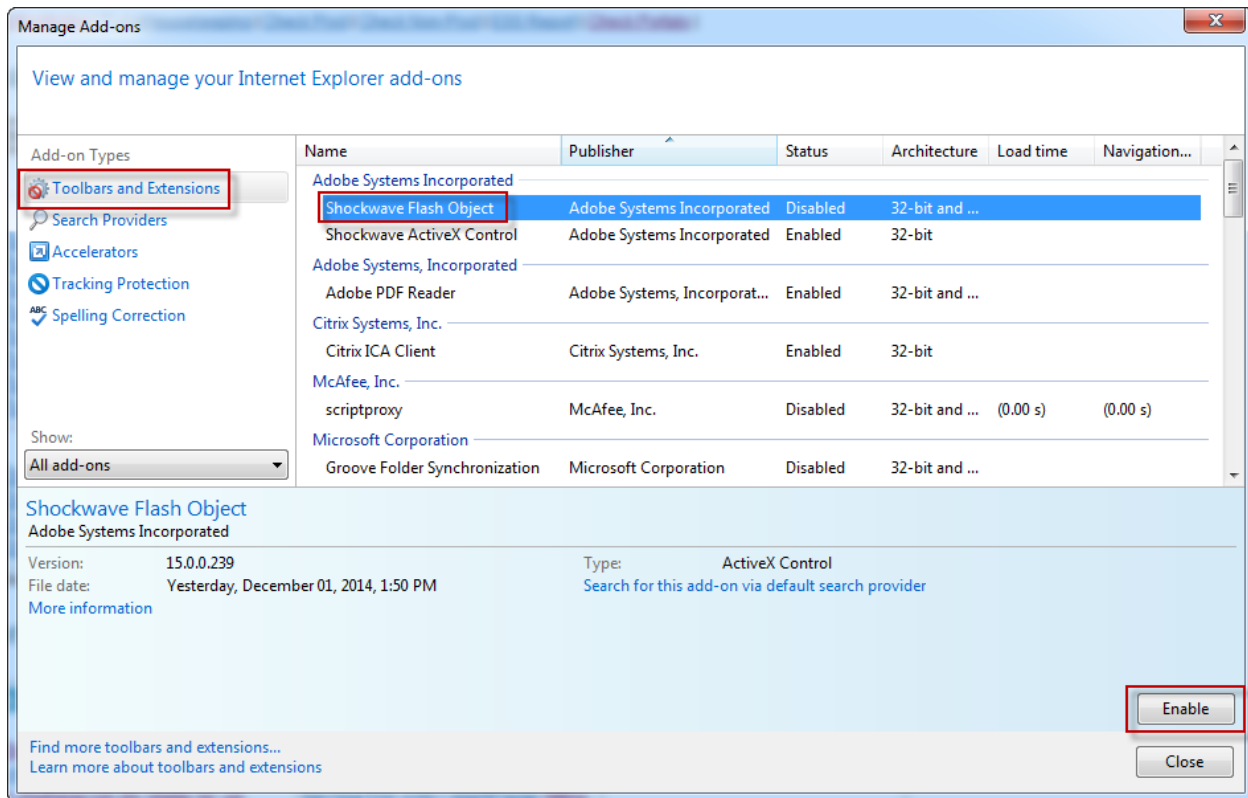 Manage Add-ons
View and manage your Internet Explorer add-ons
Add-on Types
Toolbars and Extensions
Search Providers
Accelerators
Tracking Protection
ABC Spelling Correction
Show:
All add-ons
Name Publisher Status Architecture Load time Navigation...
Adobe Systems Incorporated
Shockwave Flash Object Adobe Systems Incorporated Disabled 32-bit and ...
Shockwave ActiveX Control Adobe Systems Incorporated Enabled 32-bit
Adobe Systems, Incorporated
Adobe PDF Reader Adobe Systems, Incorporat... Enabled 32-bit and ...
Citrix Systems, Inc.
Citrix ICA Client Citrix Systems, Inc. Enabled 32-bit
McAfee, Inc.
scriptproxy McAfee, Inc. Disabled 32-bit and ... (0.00 s) (0.00 s)
Microsoft Corporation
Groove Folder Synchronization Microsoft Corporation Disabled 32-bit and ...
Shockwave Flash Object
Adobe Systems Incorporated
Version: 15.0.0.239
File date: Yesterday, December 01, 2014, 1:50 PM
More information
Type: ActiveX Control
Search for this add-on via default search provider
Enable
Find more toolbars and extensions...
Learn more about toolbars and extensions
Close